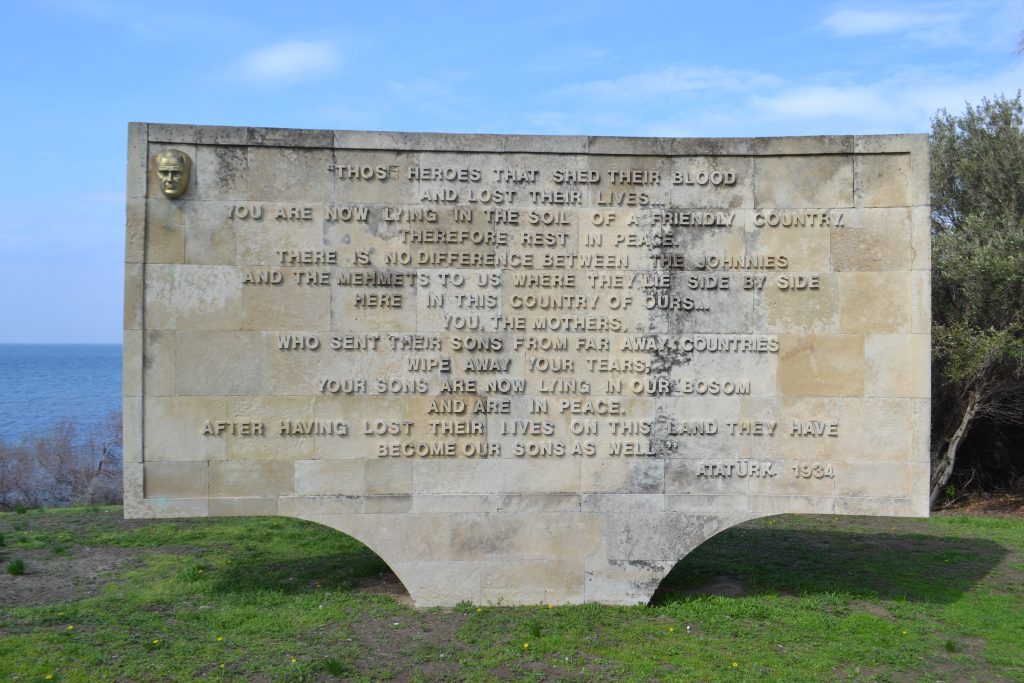 "THOS HEROES THAT SHED THEIR BLOOD
AND LOST THEIR LIVES...
YOU ARE NOW LYING IN THE SOIL OF A FRIENDLY COUNTRY.
THEREFORE REST IN PEACE.
THERE IS NO DIFFERENCE BETWEEN THE JOHNNIES
AND THE MEHMETS TO US WHERE THEY LIE SIDE BY SIDE
HERE IN THIS COUNTRY OF OURS...
YOU, THE MOTHERS,
WHO SENT THEIR SONS FROM FAR AWAY COUNTRIES
WIPE AWAY YOUR TEARS,
YOUR SONS ARE NOW LYING IN OUR BOSOM
AND ARE IN PEACE.
AFTER HAVING LOST THEIR LIVES ON THIS LAND THEY HAVE
BECOME OUR SONS AS WELL"
ATATÜRK. 1934